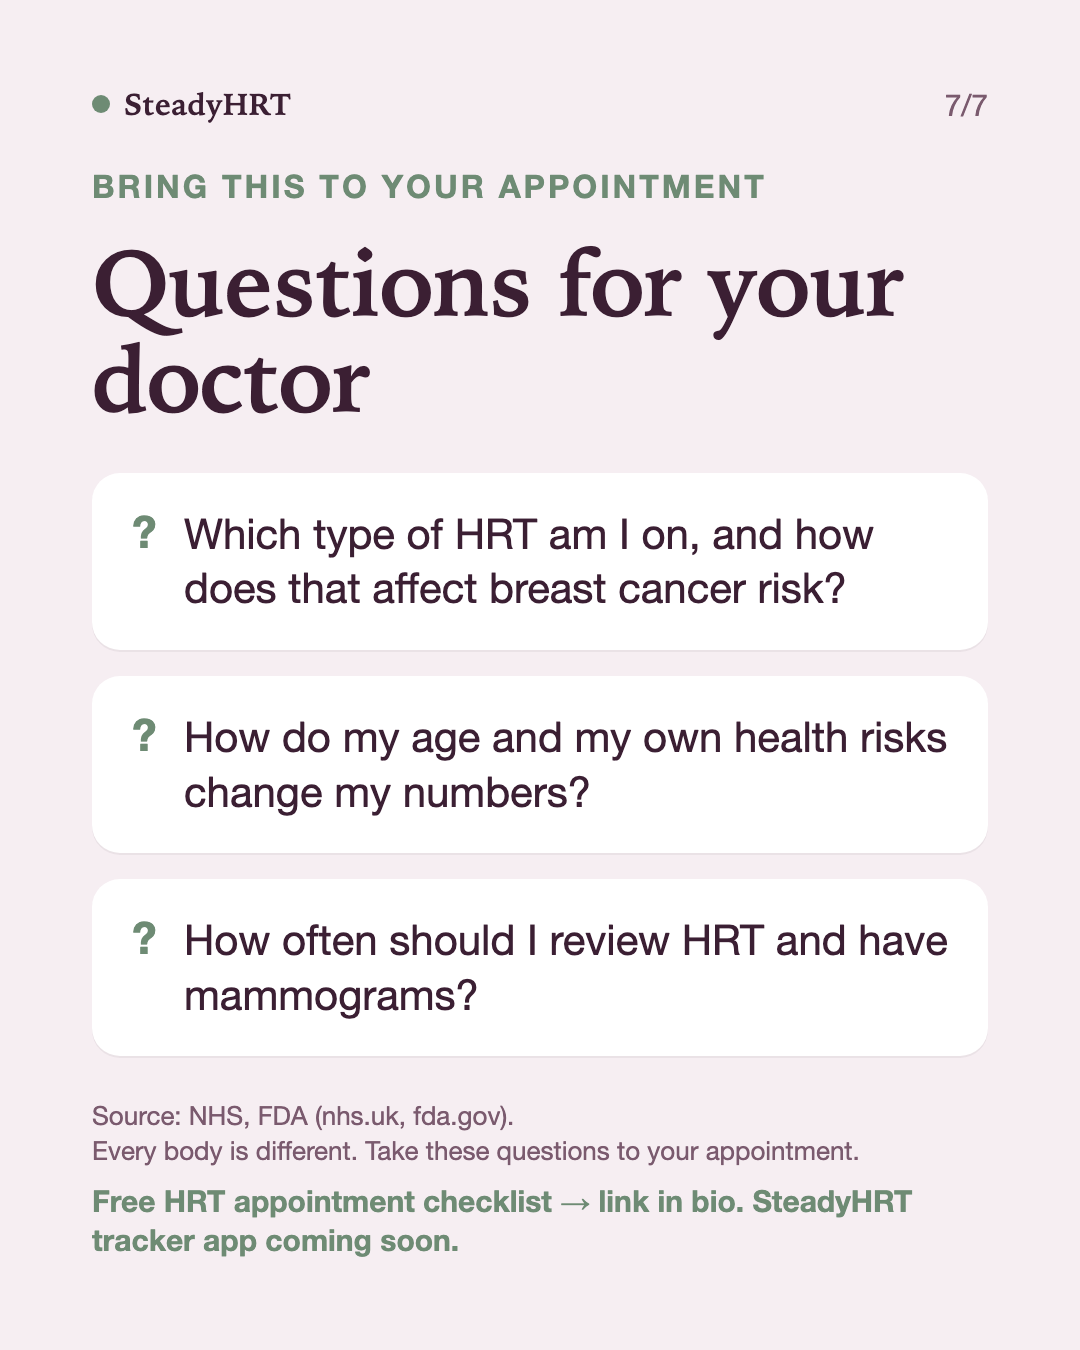 SteadyHRT
7/7
BRING THIS TO YOUR APPOINTMENT
Questions for your
doctor
? Which type of HRT am I on, and how
does that affect breast cancer risk?
? How do my age and my own health risks
change my numbers?
? How often should I review HRT and have
mammograms?
Source: NHS, FDA (nhs.uk, fda.gov).
Every body is different. Take these questions to your appointment.
Free HRT appointment checklist → link in bio. SteadyHRT
tracker app coming soon.